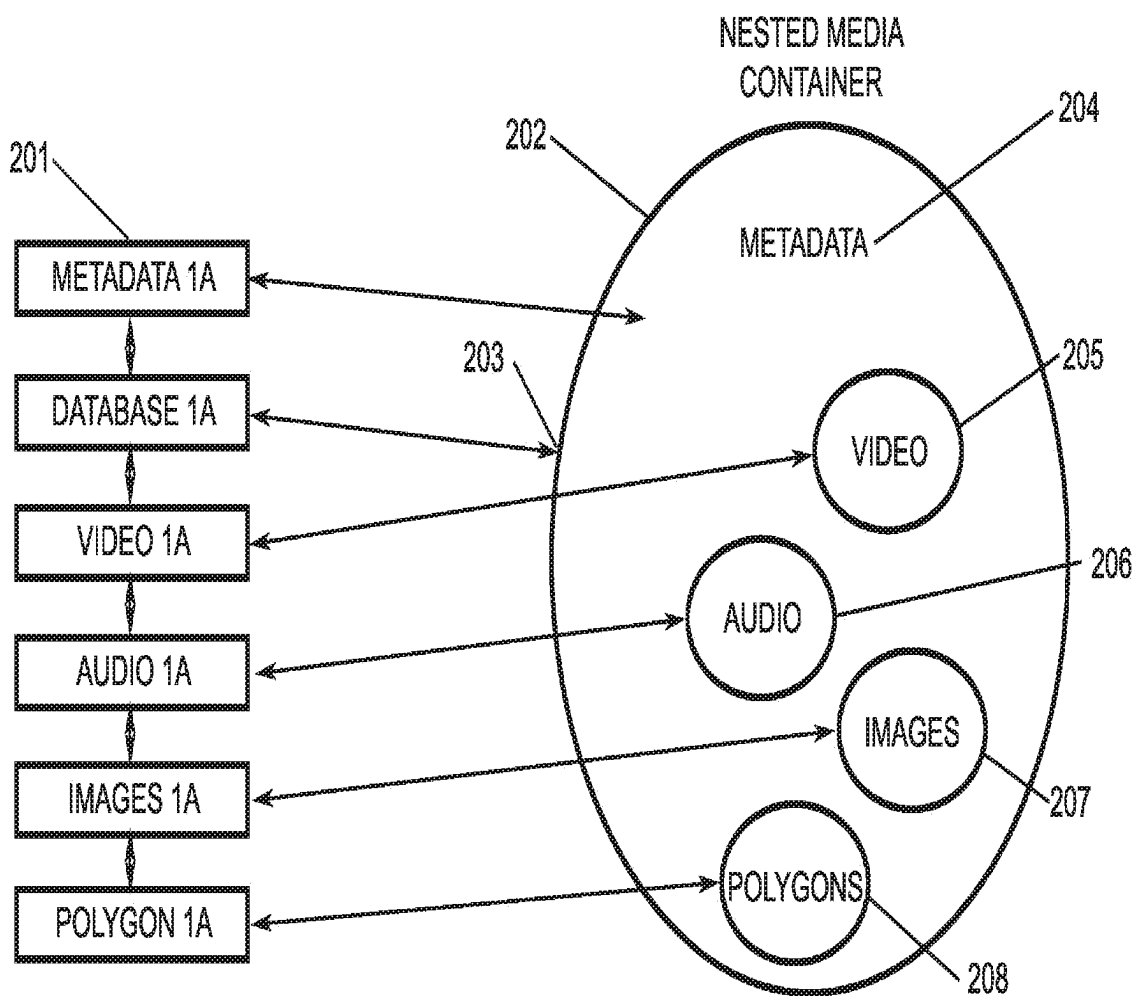 NESTED MEDIA
CONTAINER
204
202
201
METADATA
METADATA 1A
203
205
DATABASE 1A
VIDEO
VIDEO 1A
206
AUDIO
AUDIO 1A
IMAGES
IMAGES 1A
207
POLYGONS
POLYGON 1A
208